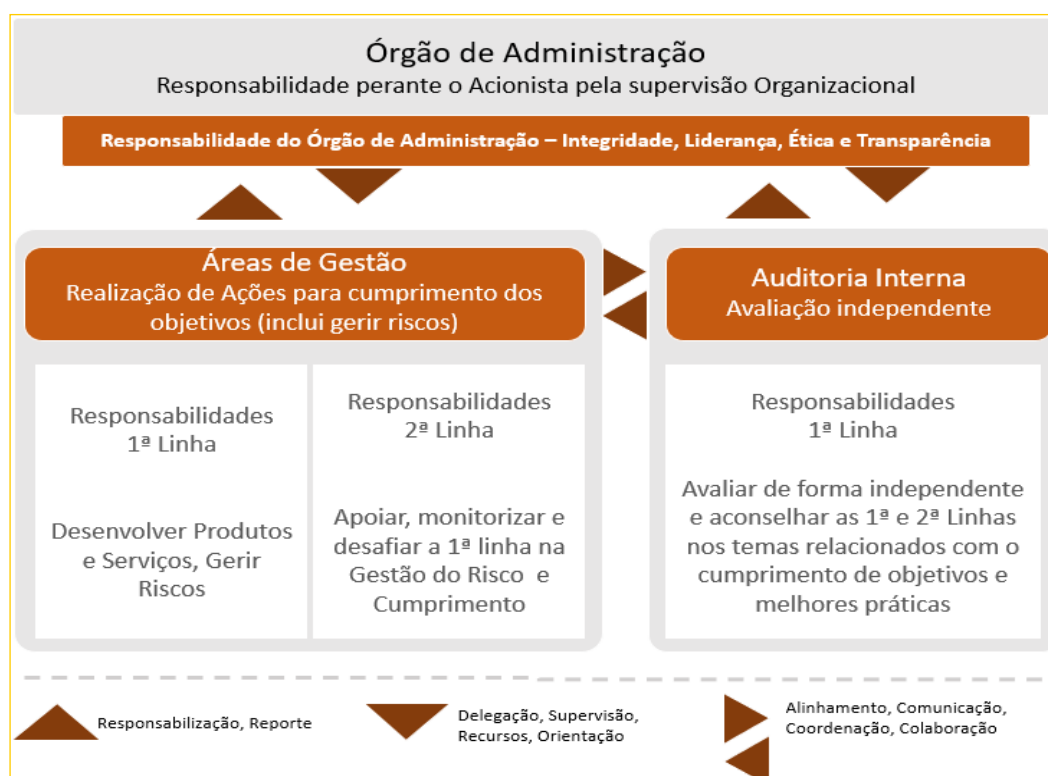 Órgão de Administração
Responsabilidade perante o Acionista pela supervisão Organizacional
Responsabilidade do Órgão de Administração – Integridade, Liderança, Ética e Transparência
Áreas de Gestão
Realização de Ações para cumprimento dos
objetivos (inclui gerir riscos)
Responsabilidades
1ª Linha
Desenvolver Produtos
e Serviços, Gerir
Riscos
Responsabilidades
2ª Linha
Apoiar, monitorizar e
desafiar a 1ª linha na
Gestão do Risco e
Cumprimento
Auditoria Interna
Avaliação independente
Responsabilidades
1ª Linha
Avaliar de forma independente
e aconselhar as 1ª e 2ª Linhas
nos temas relacionados com o
cumprimento de objetivos e
melhores práticas
Responsabilização, Reporte
Delegação, Supervisão,
Recursos, Orientação
Alinhamento, Comunicação,
Coordenação, Colaboração